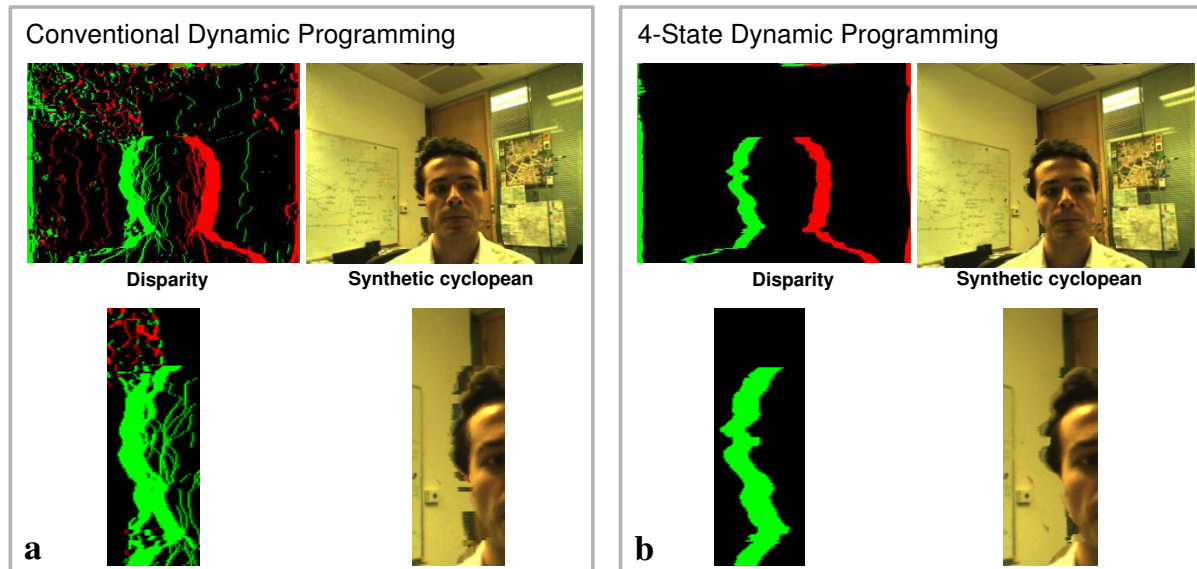 Conventional Dynamic Programming
Disparity
Synthetic cyclopean
a
4-State Dynamic Programming
Disparity
Synthetic cyclopean
b